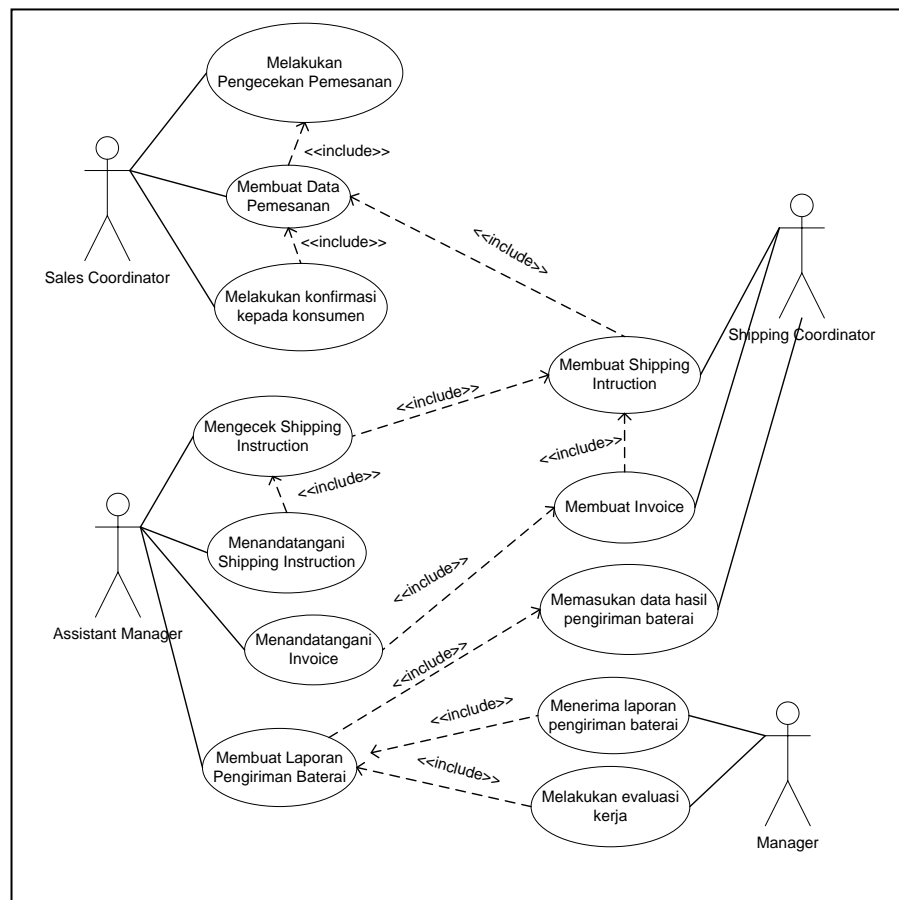 Melakukan
Pengecekan Pemesanan
<<include>>
Membuat Data
Pemesanan
<<include>>
<<include>>
Sales Coordinator
Melakukan konfirmasi
kepada konsumen
Shipping Coordinator
Membuat Shipping
Intruction
<<include>>
Mengecek Shipping
Instruction
<<include>>
<<include>>
Membuat Invoice
Menandatangani
Shipping Instruction
<<include>>
Memasukan data hasil
pengiriman baterai
Assistant Manager
Menandatangani
Invoice
<<include>>
Menerima laporan
pengiriman baterai
<<include>>
Membuat Laporan
Pengiriman Baterai
<<include>>
Melakukan evaluasi
kerja
Manager